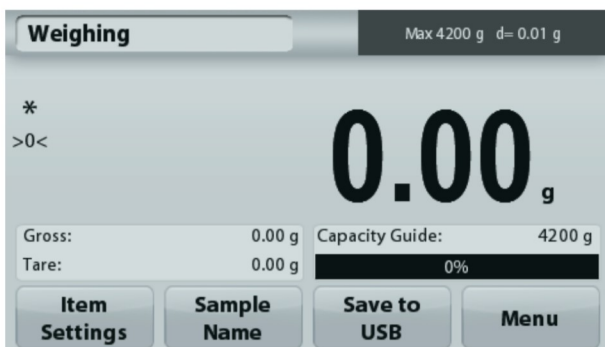 Weighing
Max 4200 g d= 0.01 g
*
>0<
0.00 g
Gross: 0.00 g
Tare: 0.00 g
Capacity Guide: 4200 g
0%
Item
Settings
Sample
Name
Save to
USB
Menu